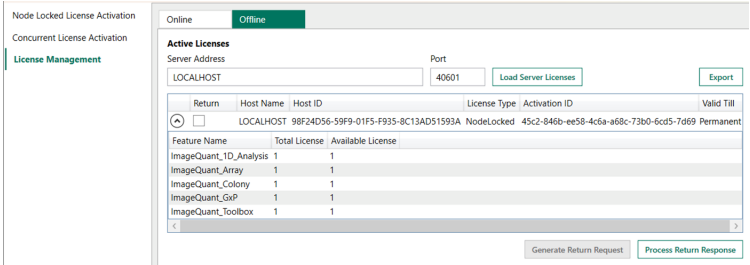 Node Locked License Activation
Concurrent License Activation
License Management
Online Offline
Active Licenses
Server Address Port
LOCALHOST 40601 Load Server Licenses Export
Return Host Name Host ID License Type Activation ID Valid Till
LOCALHOST 98F24D56-59F9-01F5-F935-8C13AD51593A NodeLocked 45c2-846b-ee58-4c6a-a68c-73b0-6cd5-7d69 Permanent
Feature Name Total License Available License
ImageQuant_1D_Analysis 1 1
ImageQuant_Array 1 1
ImageQuant_Colony 1 1
ImageQuant_GxP 1 1
ImageQuant_Toolbox 1 1
Generate Return Request Process Return Response